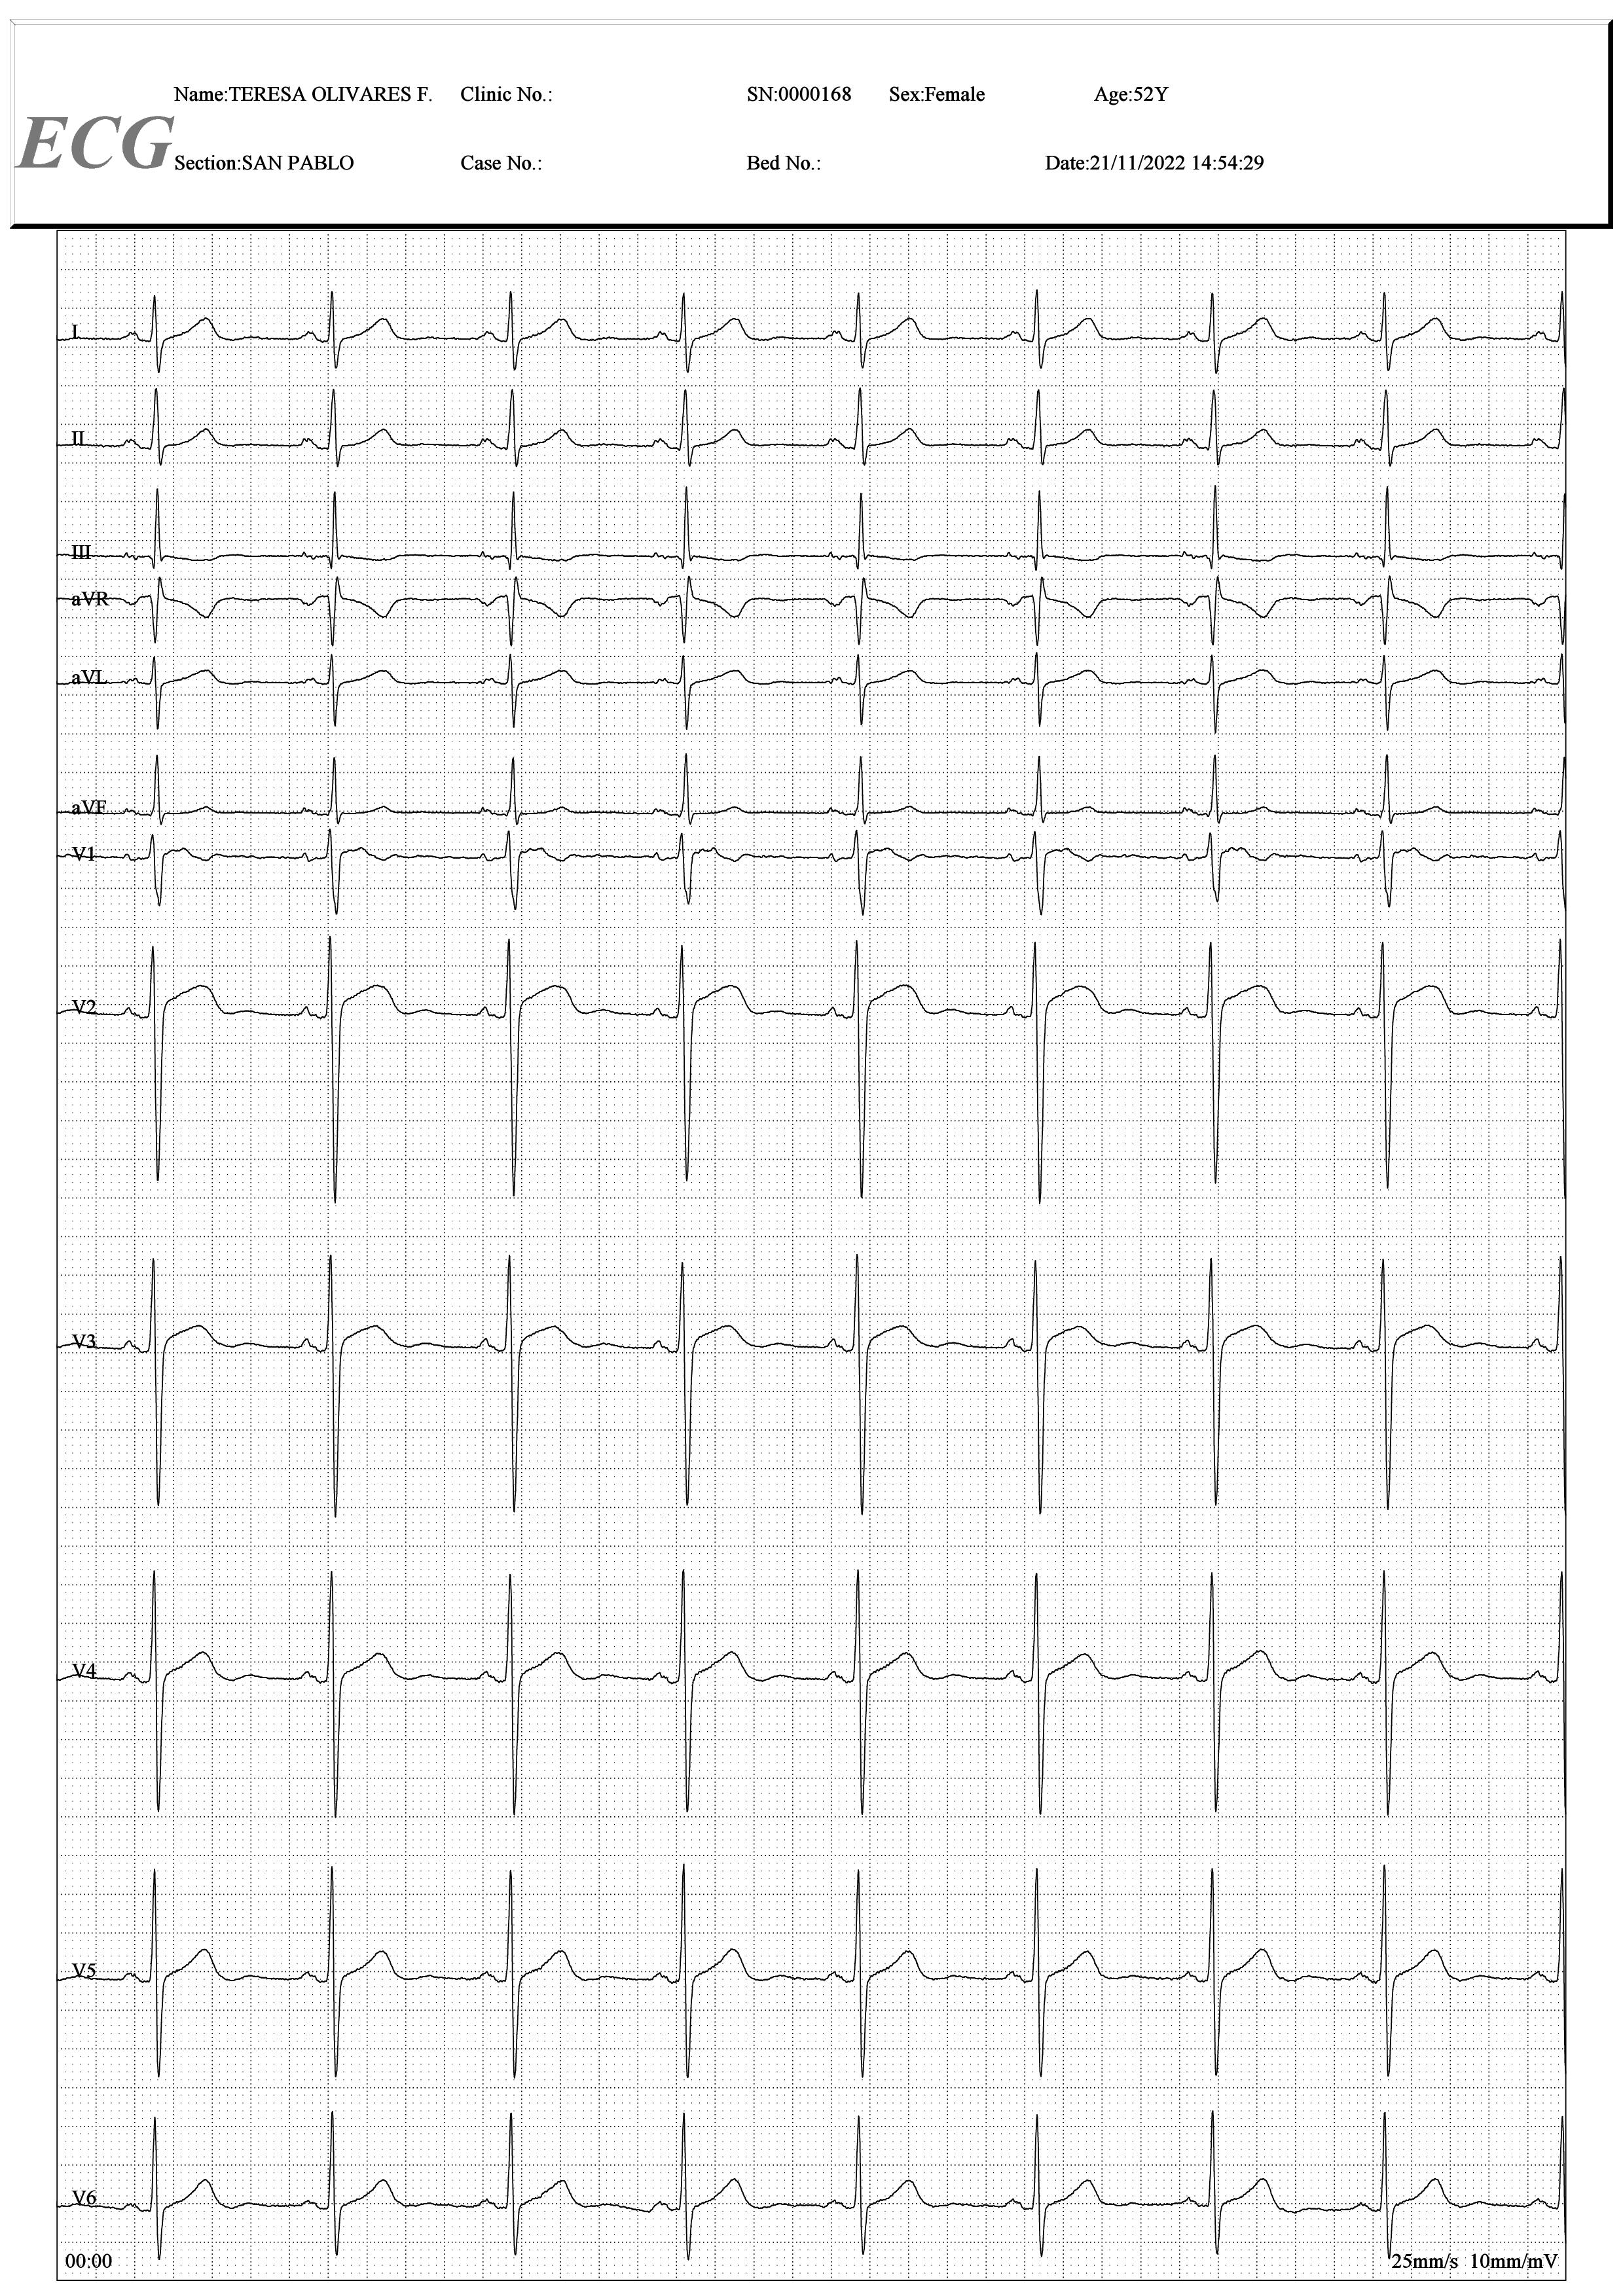 ECG
Name:TERESA OLIVARES F. Clinic No.: SN:0000168 Sex:Female Age:52Y
Section:SAN PABLO Case No.: Bed No.: Date:21/11/2022 14:54:29
I
II
III
aVR
aVL
aVF
V1
V2
V3
V4
V5
V6
00:00 25mm/s 10mm/mV